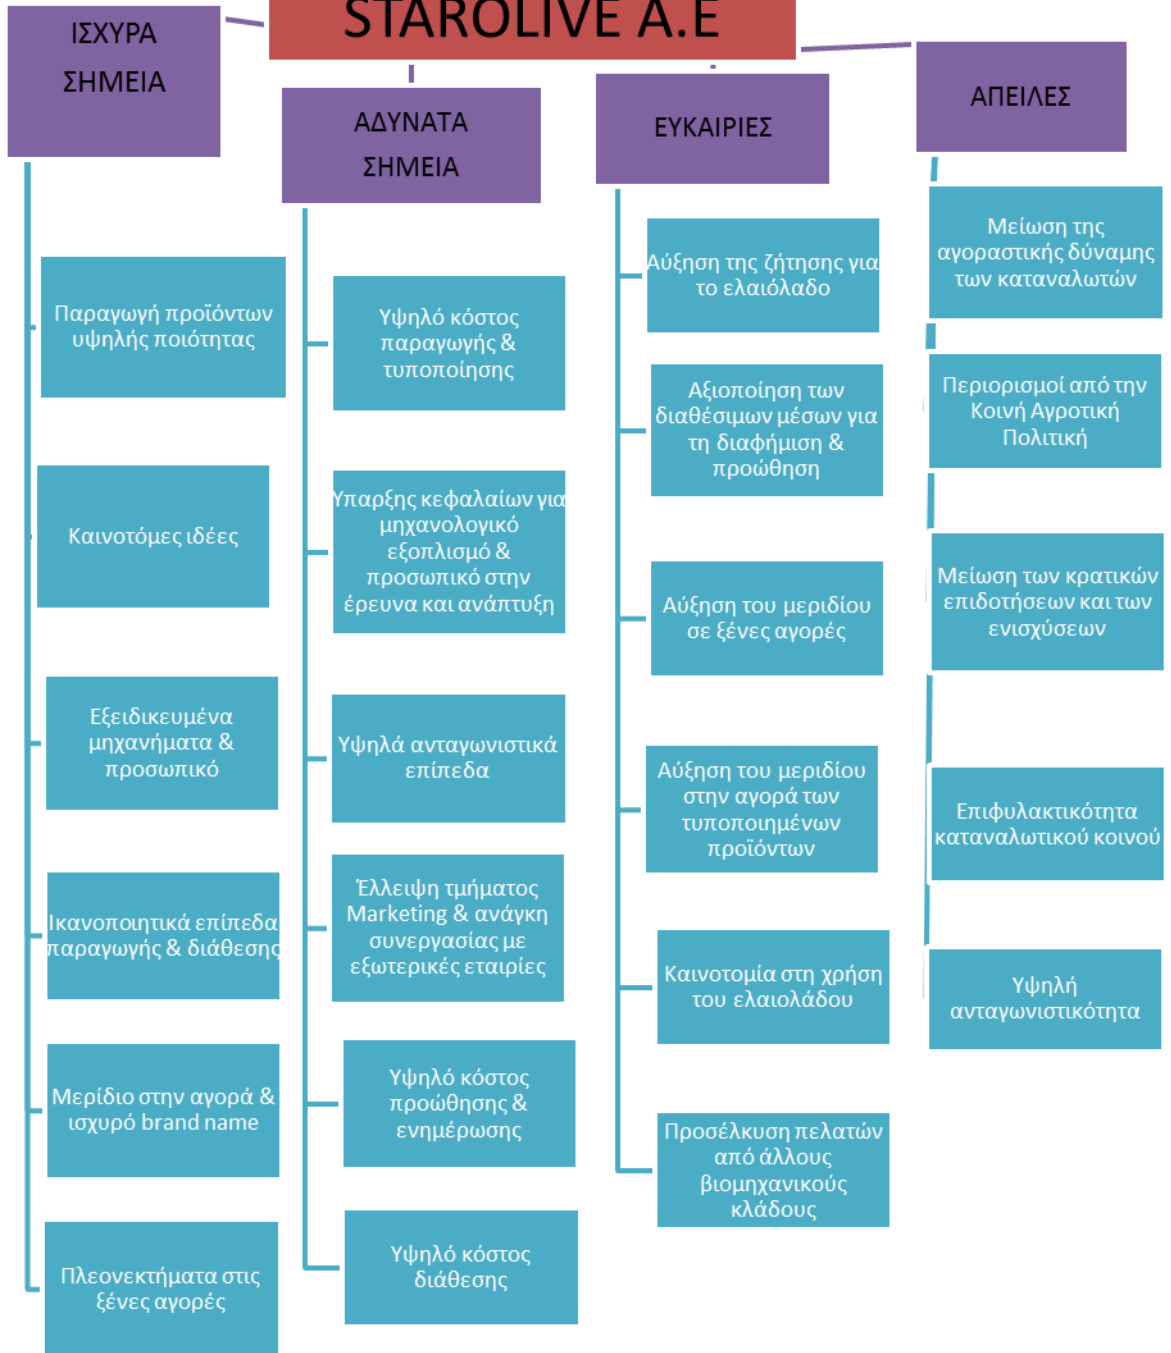 STAROLIVE Α.Ε
ΙΣΧΥΡΑ
ΣΗΜΕΙΑ
Παραγωγή προϊόντων
υψηλής ποιότητας
Καινοτόμες ιδέες
Εξειδικευμένα
μηχανήματα &
προσωπικό
Ικανοποιητικά επίπεδα
παραγωγής & διάθεσης
Μερίδιο στην αγορά &
ισχυρό brand name
Πλεονεκτήματα στις
ξένες αγορές
ΑΔΥΝΑΤΑ
ΣΗΜΕΙΑ
Υψηλό κόστος
παραγωγής &
τυποποίησης
Υπαρξης κεφαλαίων για
μηχανολογικό
εξοπλισμό &
προσωπικό στην
έρευνα και ανάπτυξη
Υψηλά ανταγωνιστικά
επίπεδα
Έλλειψη τμήματος
Marketing & ανάγκη
συνεργασίας με
εξωτερικές εταιρίες
Υψηλό κόστος
προώθησης &
ενημέρωσης
Υψηλό κόστος
διάθεσης
ΕΥΚΑΙΡΙΕΣ
Αύξηση της ζήτησης για
το ελαιόλαδο
Αξιοποίηση των
διαθέσιμων μέσων για
τη διαφήμιση &
προώθηση
Αύξηση του μεριδίου
σε ξένες αγορές
Αύξηση του μεριδίου
στην αγορά των
τυποποιημένων
προϊόντων
Καινοτομία στη χρήση
του ελαιολάδου
Προσέλκυση πελατών
από άλλους
βιομηχανικούς
κλάδους
ΑΠΕΙΛΕΣ
Μείωση της
αγοραστικής δύναμης
των καταναλωτών
Περιορισμοί από την
Κοινή Αγροτική
Πολιτική
Μείωση των κρατικών
επιδοτήσεων και των
ενισχύσεων
Επιφυλακτικότητα
καταναλωτικού κοινού
Υψηλή
ανταγωνιστικότητα